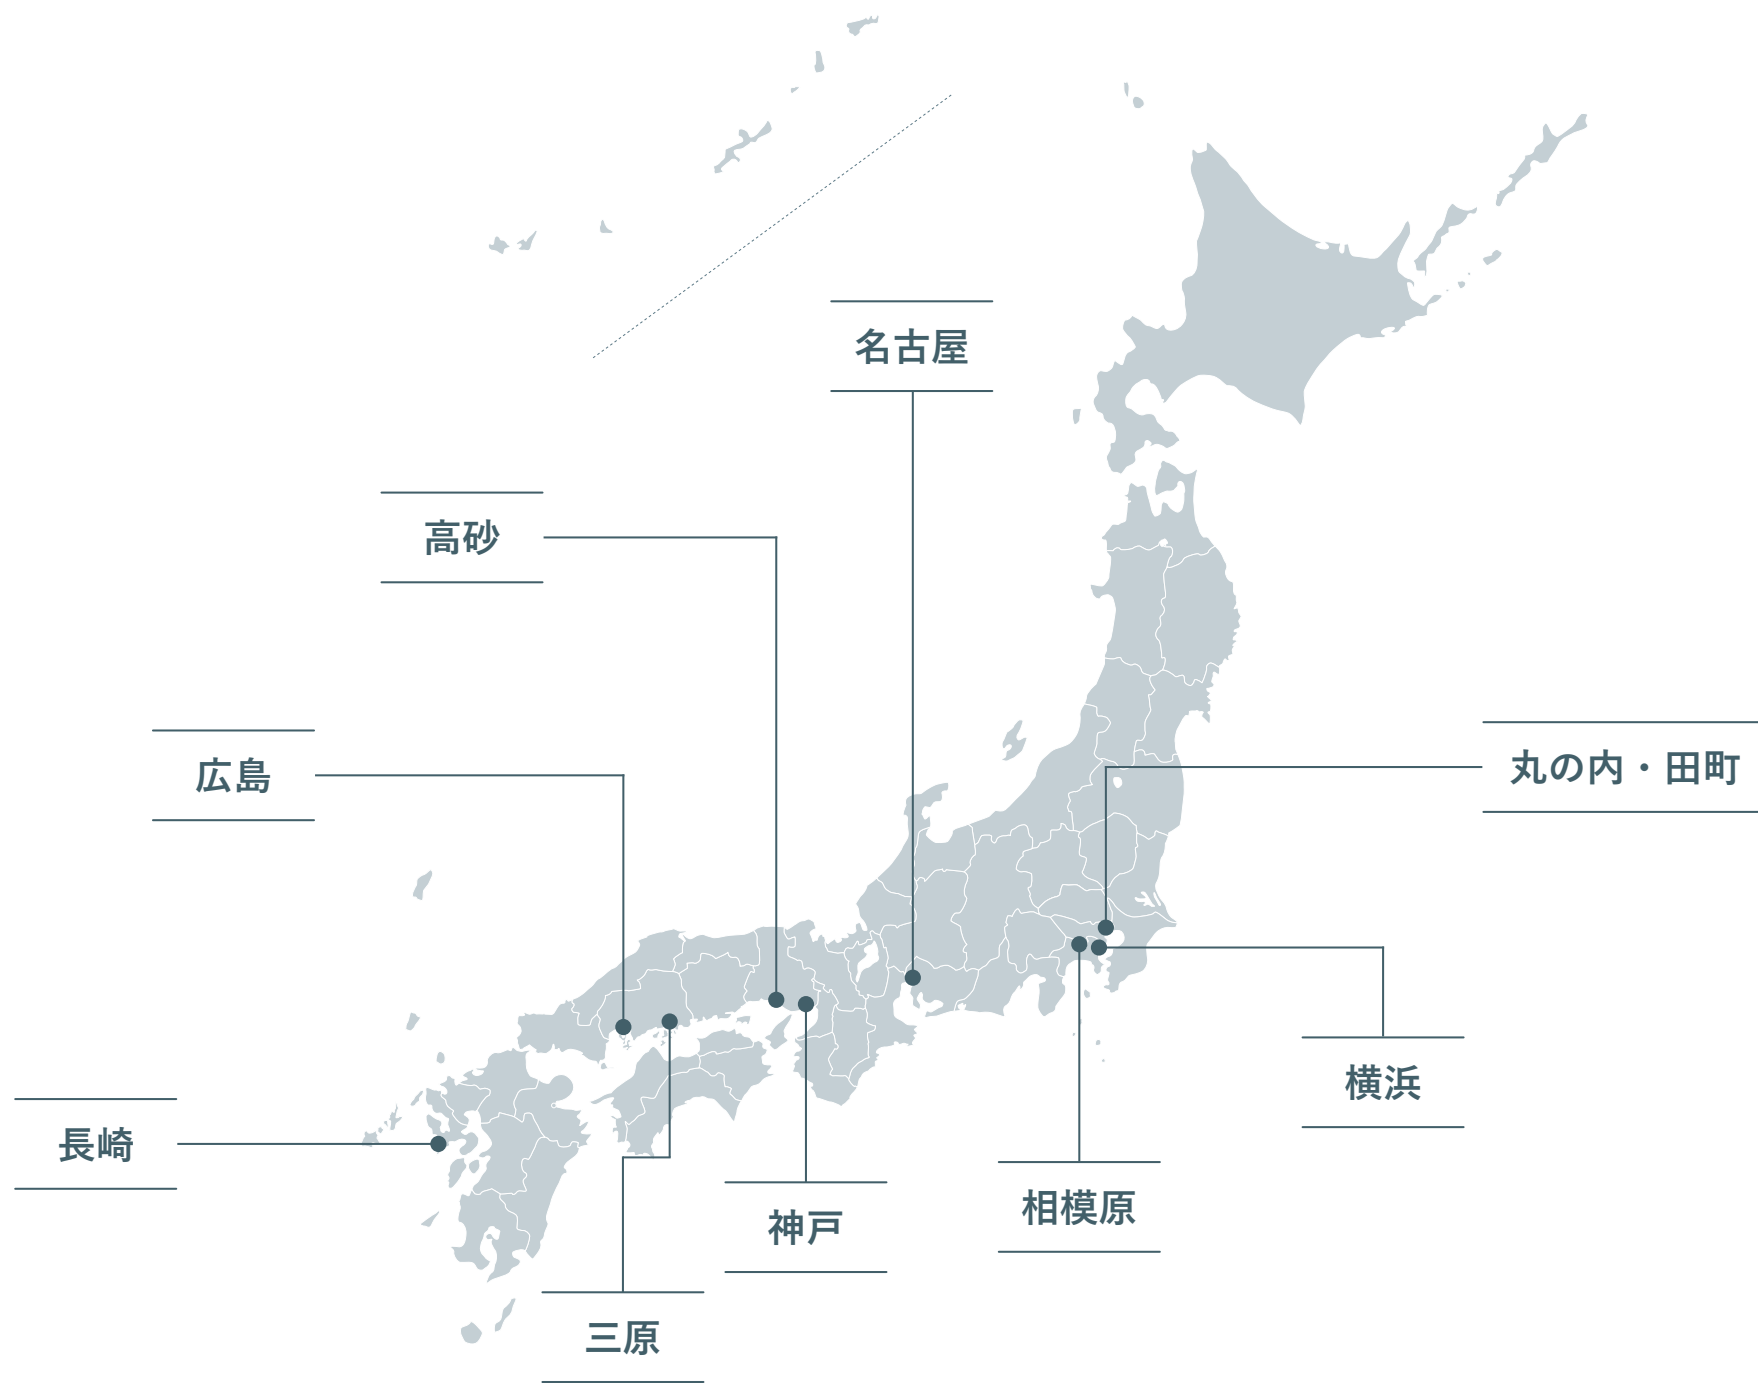 名古屋
高砂
広島
丸の内・田町
横浜
長崎
相模原
神戸
三原